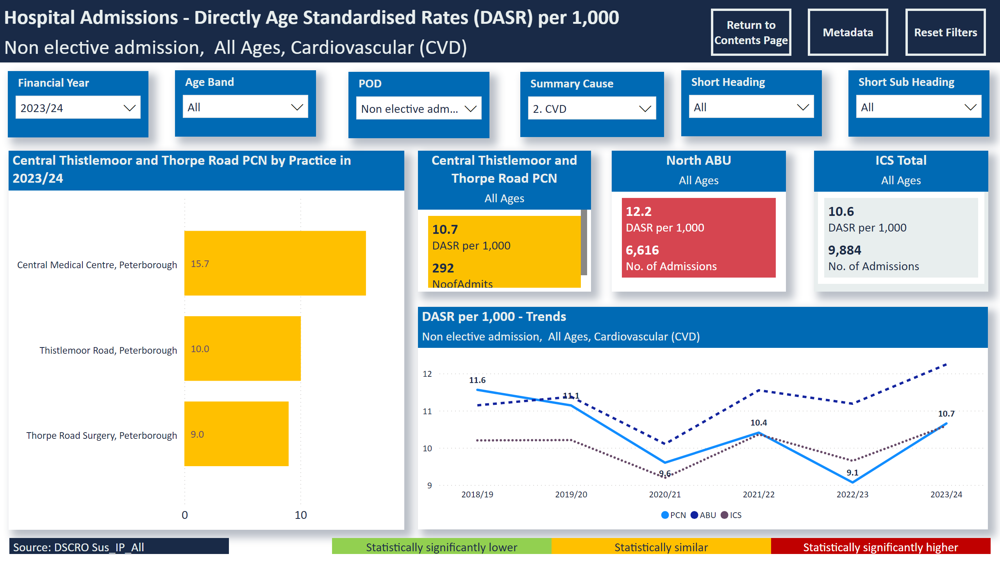 Hospital Admissions - Directly Age Standardised Rates (DASR) per 1,000
Non elective admission,  All Ages, Cardiovascular (CVD)
Return to
Contents Page
Metadata
Reset Filters
Financial Year
2023/24
Age Band
All
POD
Non elective adm...
Summary Cause
2. CVD
Short Heading
All
Short Sub Heading
All
Central Thistlemoor and Thorpe Road PCN by Practice in
2023/24
Central Medical Centre, Peterborough
15.7
Thistlemoor Road, Peterborough
10.0
Thorpe Road Surgery, Peterborough
9.0
0
10
Central Thistlemoor and
Thorpe Road PCN
All Ages
10.7
DASR per 1,000
292
NoofAdmits
North ABU
All Ages
12.2
DASR per 1,000
6,616
No. of Admissions
ICS Total
All Ages
10.6
DASR per 1,000
9,884
No. of Admissions
DASR per 1,000 - Trends
Non elective admission,  All Ages, Cardiovascular (CVD)
12
11
10
9
11.6
11.1
9.6
10.4
9.1
10.7
2018/19
2019/20
2020/21
2021/22
2022/23
2023/24
PCN
ABU
ICS
Source: DSCRO Sus_IP_All
Statistically significantly lower
Statistically similar
Statistically significantly higher